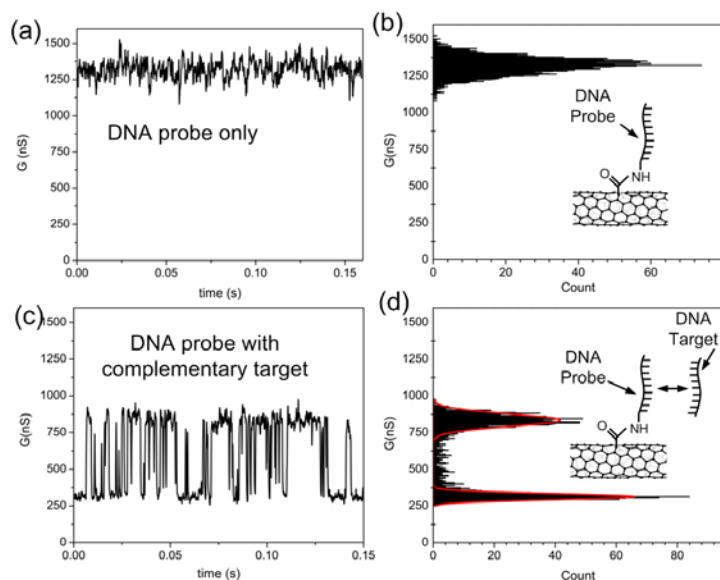 (a)
1500
1250
1000
750
500
250
0
G (nS)
DNA probe only
0.00 0.05 0.10 0.15
time (s)
(b)
1500
1250
1000
750
500
250
0
G(nS)
DNA
Probe
O
NH
0 20 40 60
Count
(c)
1500
1250
1000
750
500
250
0
G(nS)
DNA probe with
complementary target
0.00 0.05 0.10 0.15
time (s)
(d)
1500
1250
1000
750
500
250
0
G(nS)
DNA
Target
DNA
Probe
O
NH
0 20 40 60 80
Count